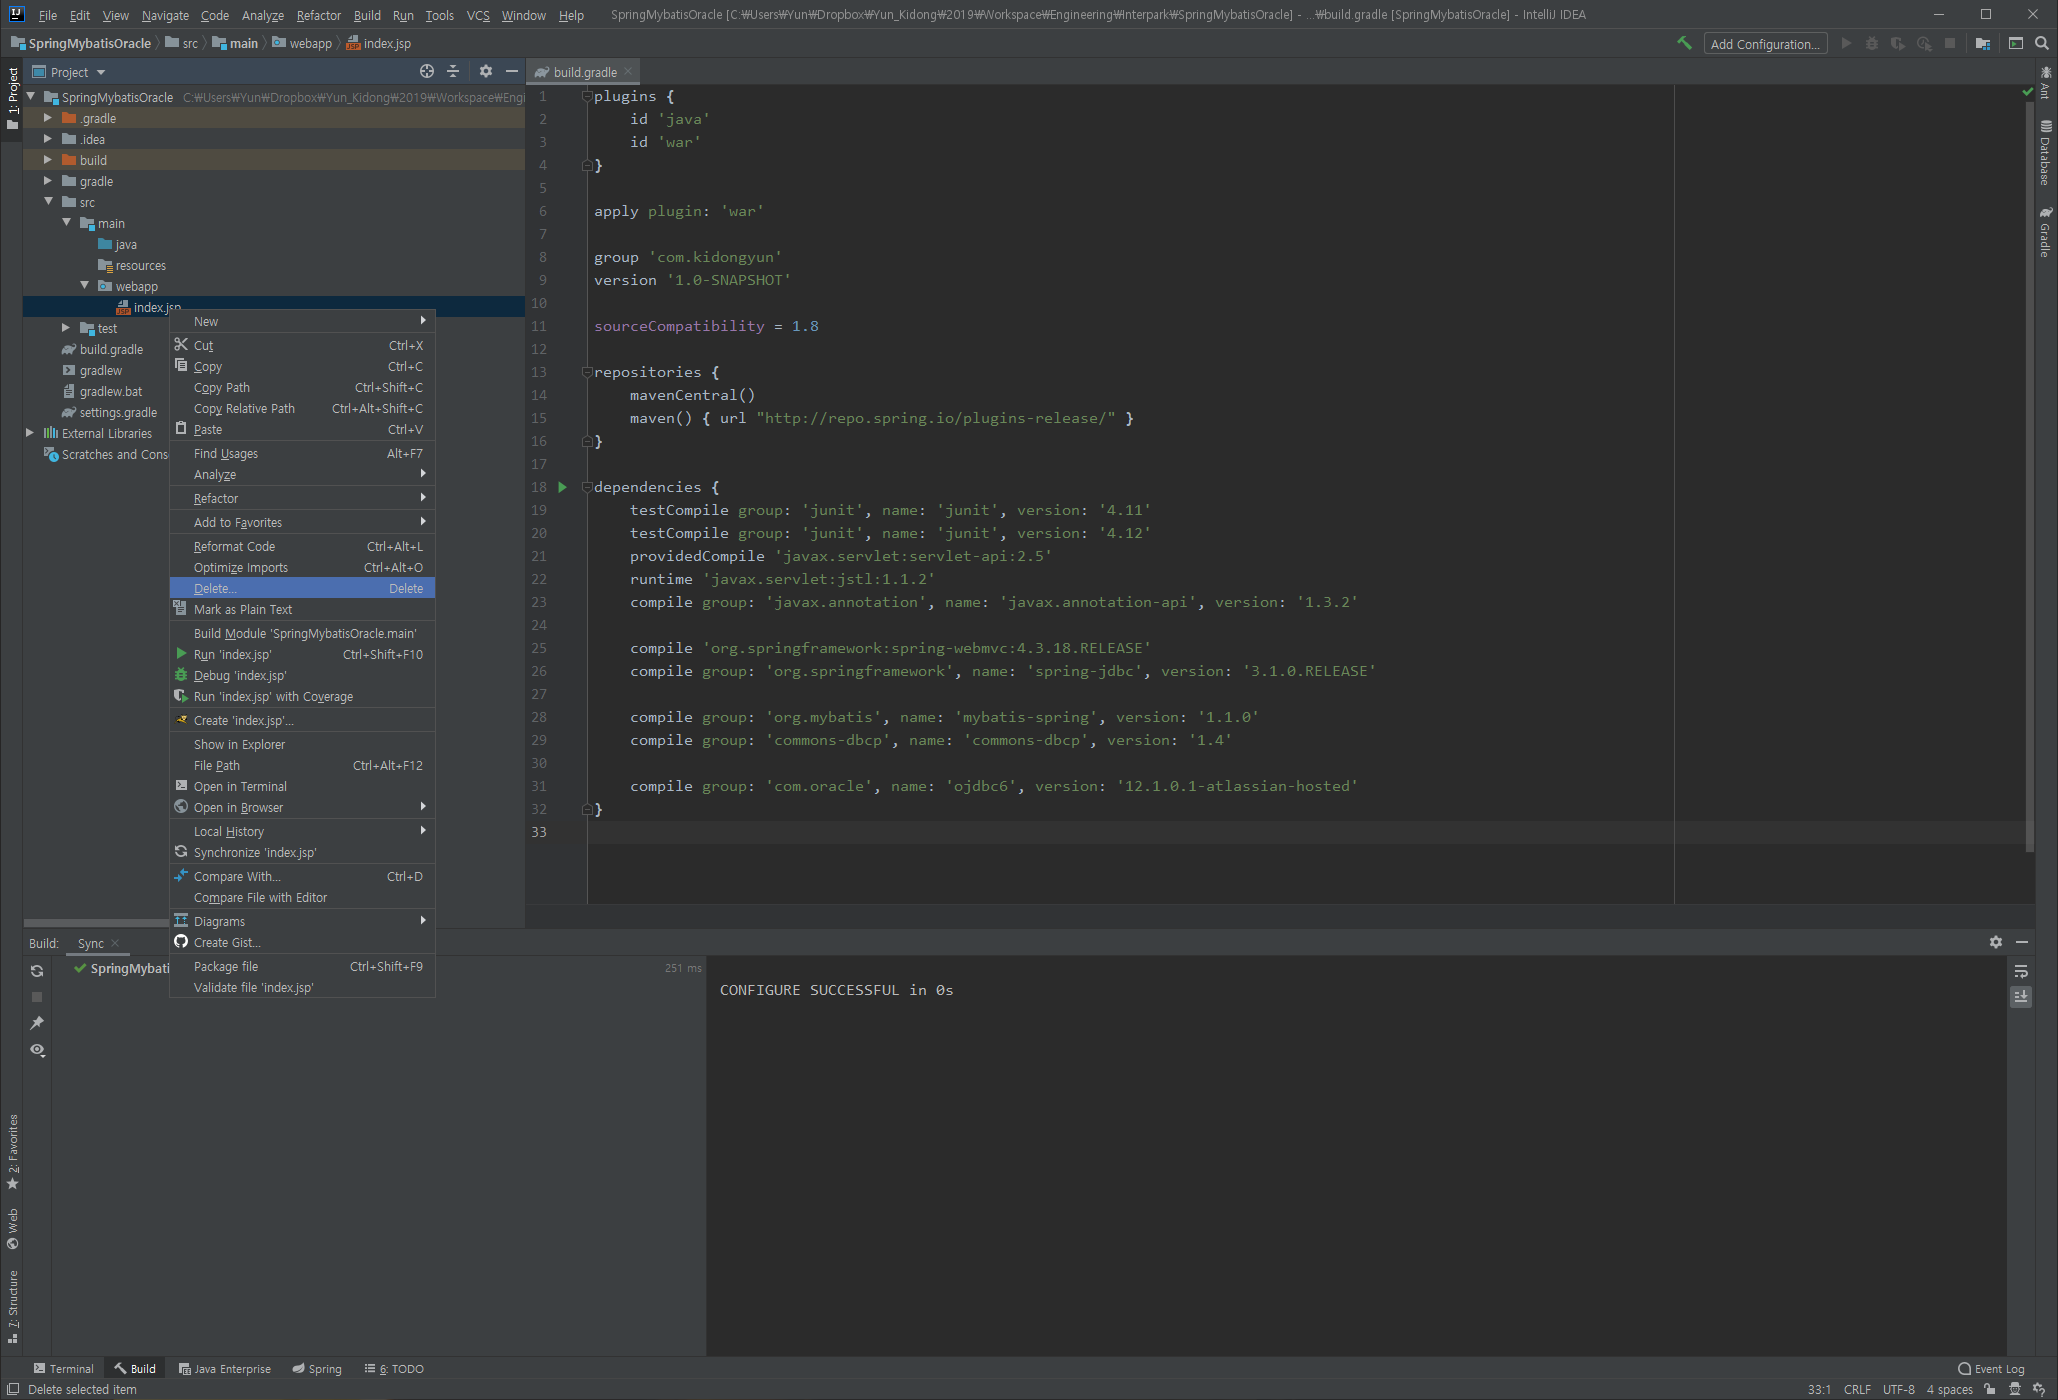 File Edit View Navigate Code Analyze Refactor Build Run Tools VCS Window Help SpringMybatisOracle [C:₩Users₩Yun₩Dropbox₩Yun_Kidong₩2019₩Workspace₩Engineering₩Interpark₩SpringMybatisOracle] - ...₩build.gradle [SpringMybatisOracle] - IntelliJ IDEA
SpringMybatisOracle src main webapp index.jsp Add Configuration...
1: Project
Project
SpringMybatisOracle C:₩Users₩Yun₩Dropbox₩Yun_Kidong₩2019₩Workspace₩Engi
.gradle
.idea
build
gradle
src
main
java
resources
webapp
index.jsp
test
build.gradle
gradlew
gradlew.bat
settings.gradle
External Libraries
Scratches and Cons
New
Cut Ctrl+X
Copy Ctrl+C
Copy Path Ctrl+Shift+C
Copy Relative Path Ctrl+Alt+Shift+C
Paste Ctrl+V
Find Usages Alt+F7
Analyze
Refactor
Add to Favorites
Reformat Code Ctrl+Alt+L
Optimize Imports Ctrl+Alt+O
Delete... Delete
Mark as Plain Text
Build Module 'SpringMybatisOracle.main'
Run 'index.jsp' Ctrl+Shift+F10
Debug 'index.jsp'
Run 'index.jsp' with Coverage
Create 'index.jsp'...
Show in Explorer
File Path Ctrl+Alt+F12
Open in Terminal
Open in Browser
Local History
Synchronize 'index.jsp'
Compare With... Ctrl+D
Compare File with Editor
Diagrams
Create Gist...
Package file Ctrl+Shift+F9
Validate file 'index.jsp'
build.gradle
1 plugins {
2 id 'java'
3 id 'war'
4 }
5
6 apply plugin: 'war'
7
8 group 'com.kidongyun'
9 version '1.0-SNAPSHOT'
10
11 sourceCompatibility = 1.8
12
13 repositories {
14 mavenCentral()
15 maven() { url "http://repo.spring.io/plugins-release/" }
16 }
17
18 dependencies {
19 testCompile group: 'junit', name: 'junit', version: '4.11'
20 testCompile group: 'junit', name: 'junit', version: '4.12'
21 providedCompile 'javax.servlet:servlet-api:2.5'
22 runtime 'javax.servlet:jstl:1.1.2'
23 compile group: 'javax.annotation', name: 'javax.annotation-api', version: '1.3.2'
24
25 compile 'org.springframework:spring-webmvc:4.3.18.RELEASE'
26 compile group: 'org.springframework', name: 'spring-jdbc', version: '3.1.0.RELEASE'
27
28 compile group: 'org.mybatis', name: 'mybatis-spring', version: '1.1.0'
29 compile group: 'commons-dbcp', name: 'commons-dbcp', version: '1.4'
30
31 compile group: 'com.oracle', name: 'ojdbc6', version: '12.1.0.1-atlassian-hosted'
32 }
33
Ant
Database
Gradle
Build: Sync
SpringMybati 251 ms
CONFIGURE SUCCESSFUL in 0s
2: Favorites
Web
7: Structure
Terminal Build Java Enterprise Spring 6: TODO Event Log
Delete selected item 33:1 CRLF UTF-8 4 spaces